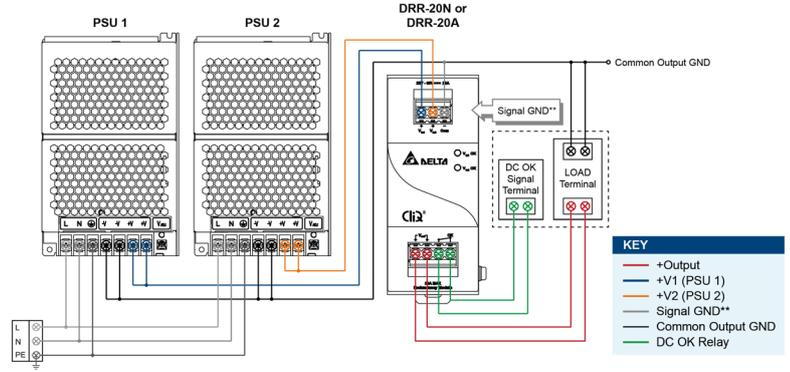 PSU 1
PSU 2
DRR-20N or
DRR-20A
Common Output GND
Signal GND**
DELTA
DC OK
Signal
Terminal
LOAD
Terminal
CliQ
L N -V -V +V +V
L N -V -V +V +V
L
N
PE
KEY
+Output
+V1 (PSU 1)
+V2 (PSU 2)
Signal GND**
Common Output GND
DC OK Relay